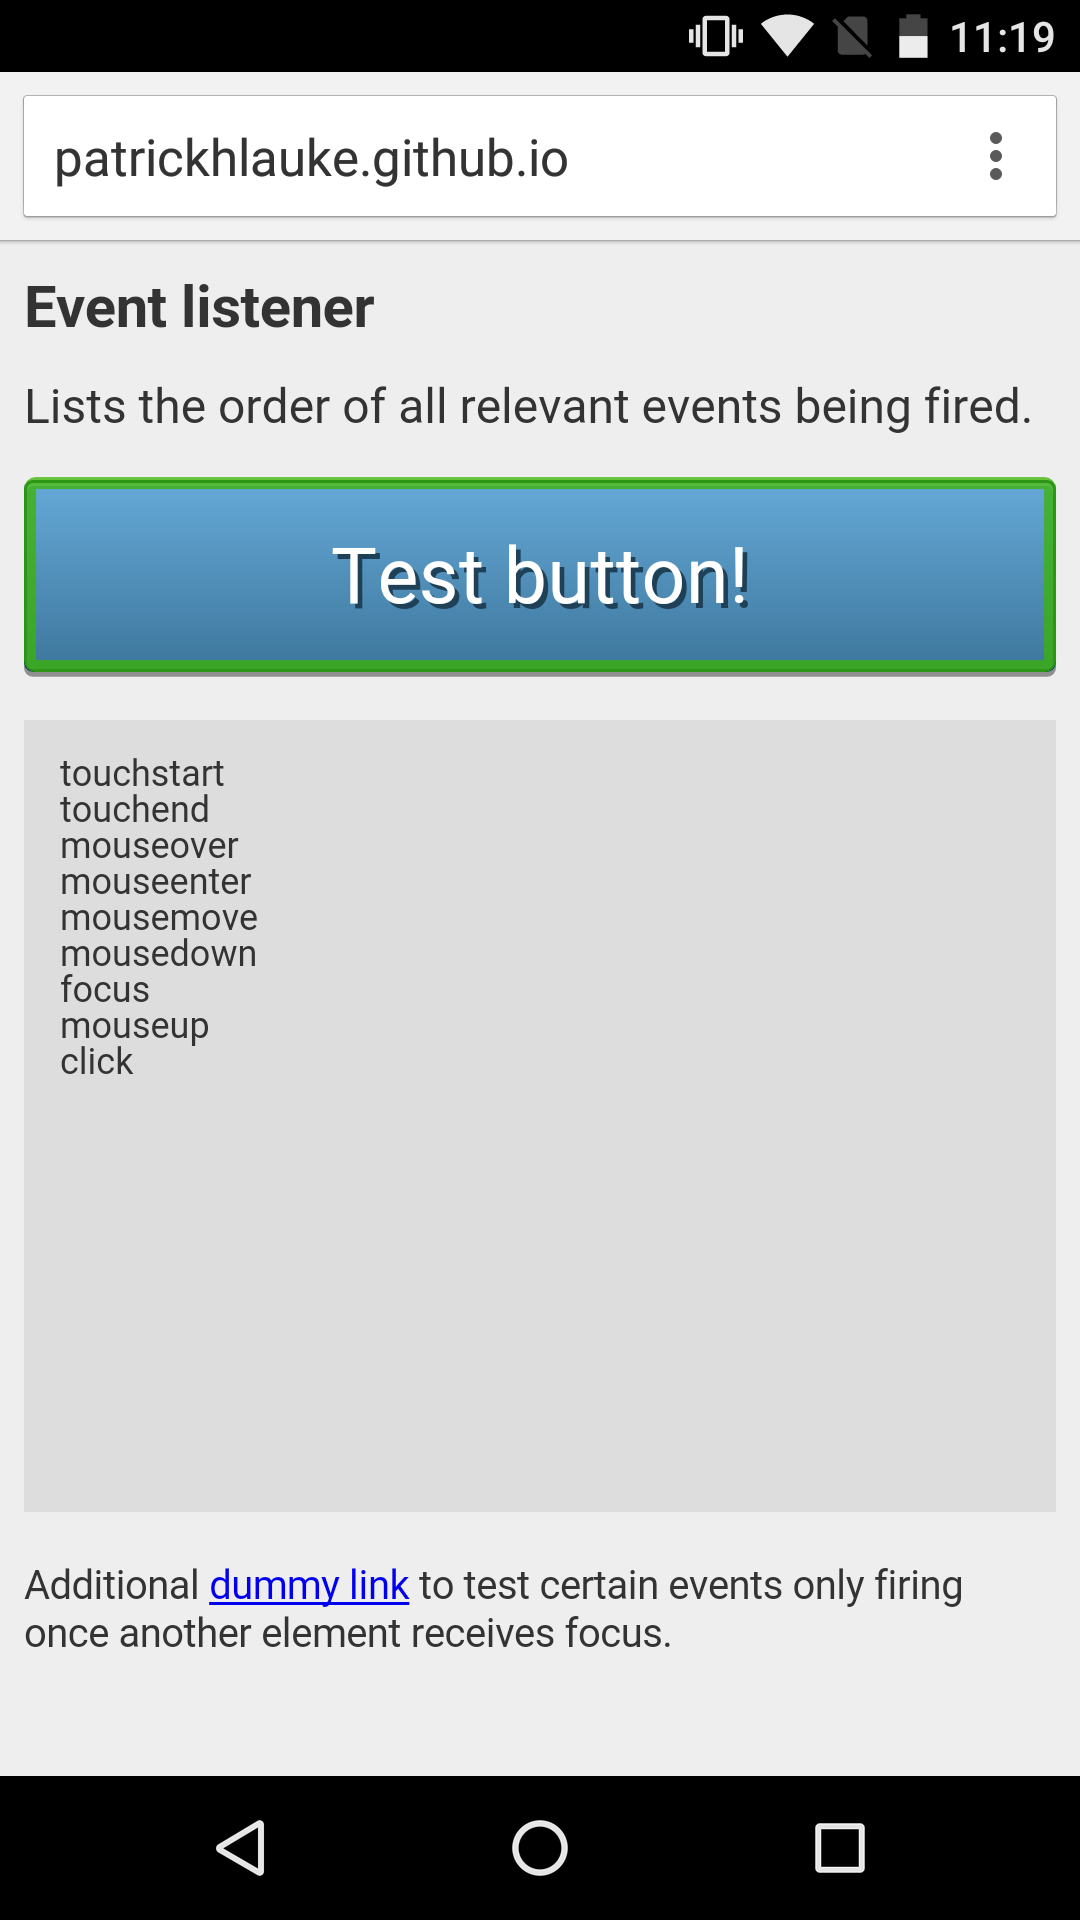 11:19
patrickhlauke.github.io
Event listener
Lists the order of all relevant events being fired.
Test button!
touchstart
touchend
mouseover
mouseenter
mousemove
mousedown
focus
mouseup
click
Additional dummy link to test certain events only firing
once another element receives focus.